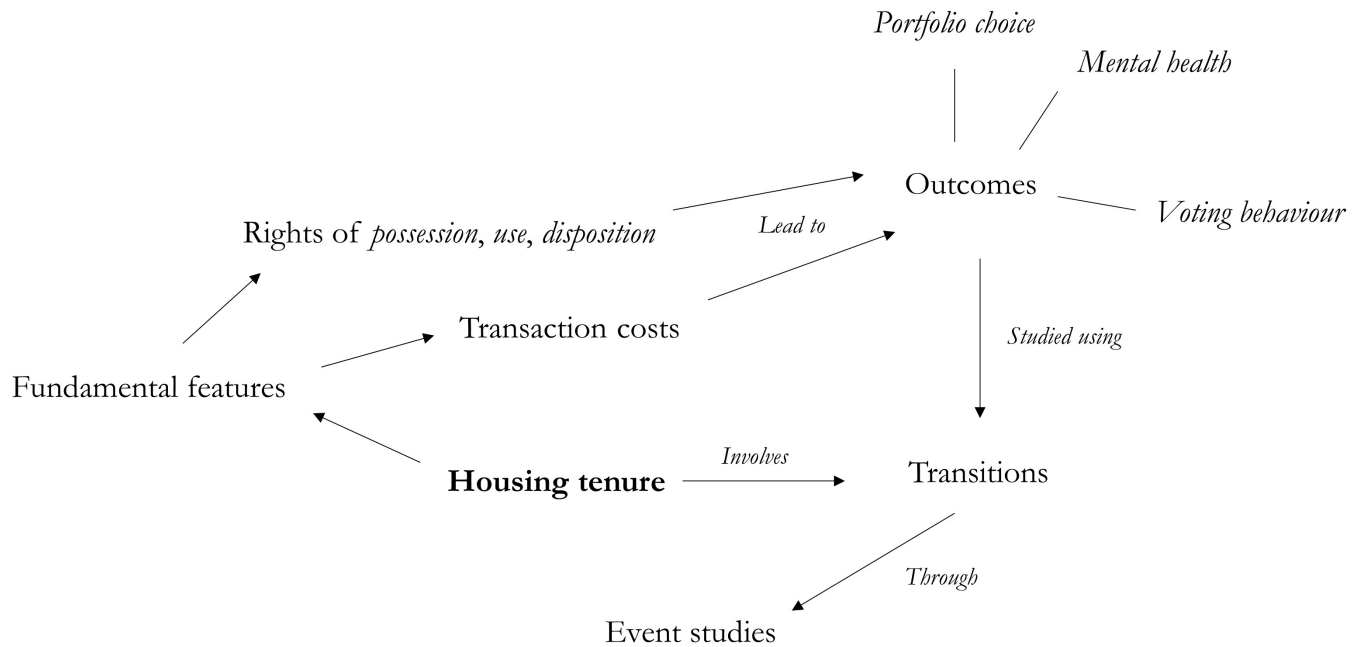 Portfolio choice
Mental health
Outcomes
Voting behaviour
Rights of possession, use, disposition
Lead to
Transaction costs
Studied using
Fundamental features
Involves
Housing tenure
Transitions
Through
Event studies